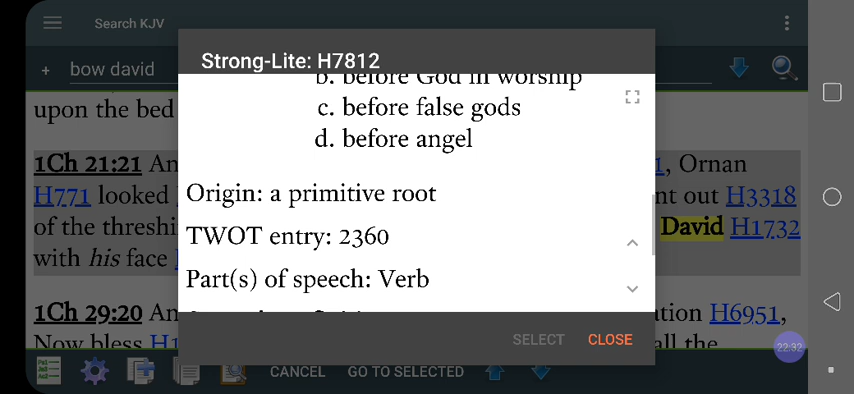 Search KJV
+ bow david
Strong-Lite: H7812
b. before God in worship
c. before false gods
d. before angel
Origin: a primitive root
TWOT entry: 2360
Part(s) of speech: Verb
SELECT CLOSE
upon the bed
1Ch 21:21 An 1, Ornan
H771 looked nt out H3318
of the threshi David H1732
with his face
1Ch 29:20 An tion H6951,
Now bless H1 all the
22:32
CANCEL GO TO SELECTED